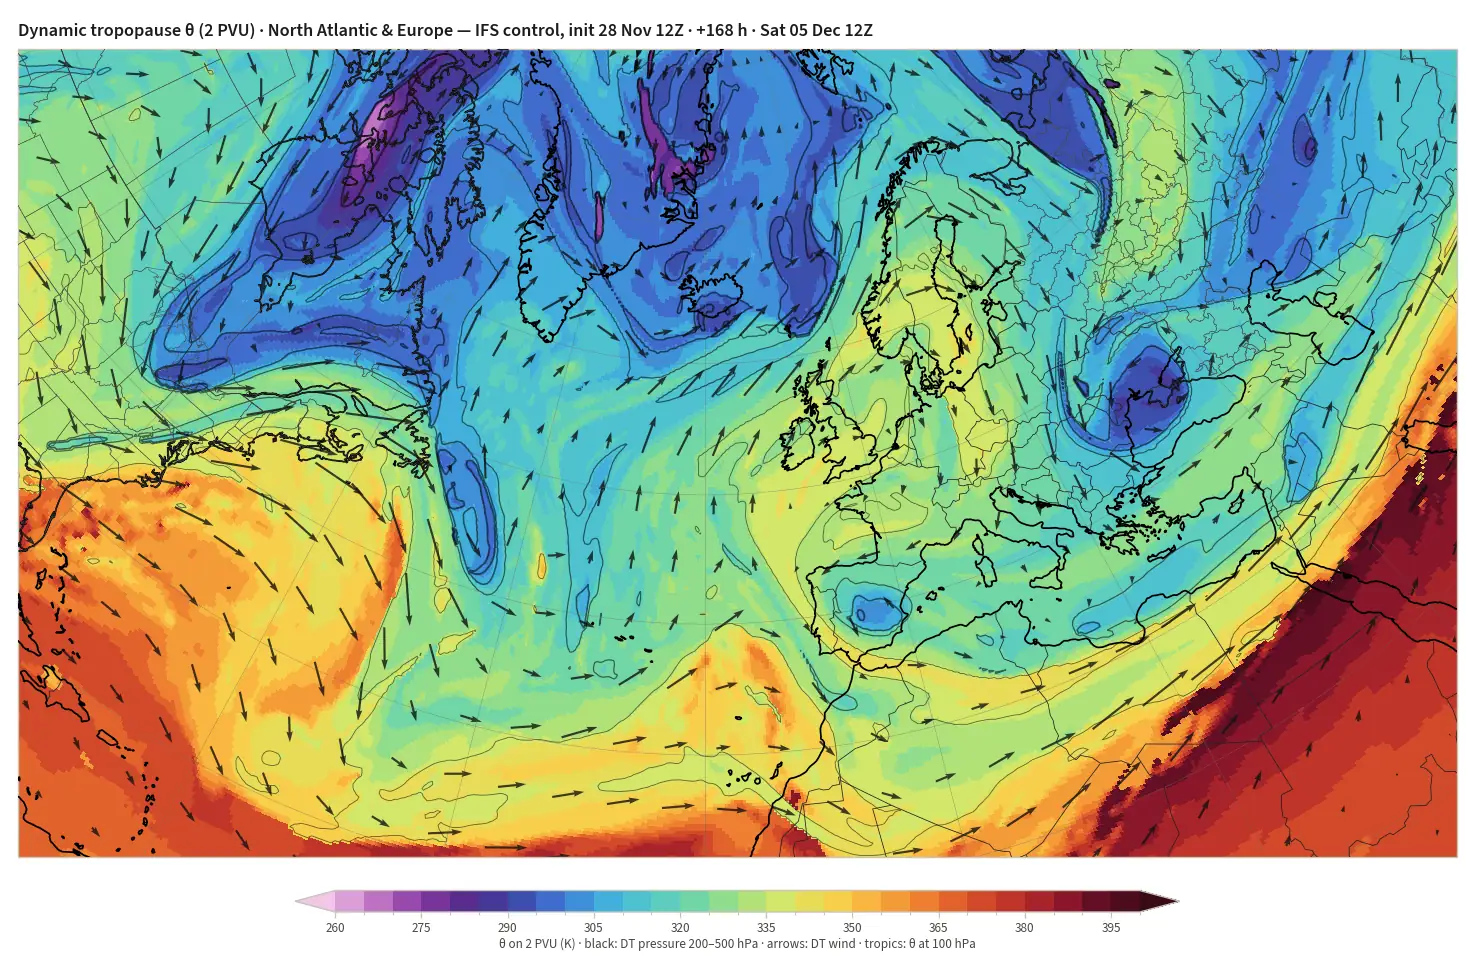 Dynamic tropopause θ (2 PVU) · North Atlantic & Europe — IFS control, init 28 Nov 12Z · +168 h · Sat 05 Dec 12Z
260 275 290 305 320 335 350 365 380 395
θ on 2 PVU (K) · black: DT pressure 200–500 hPa · arrows: DT wind · tropics: θ at 100 hPa